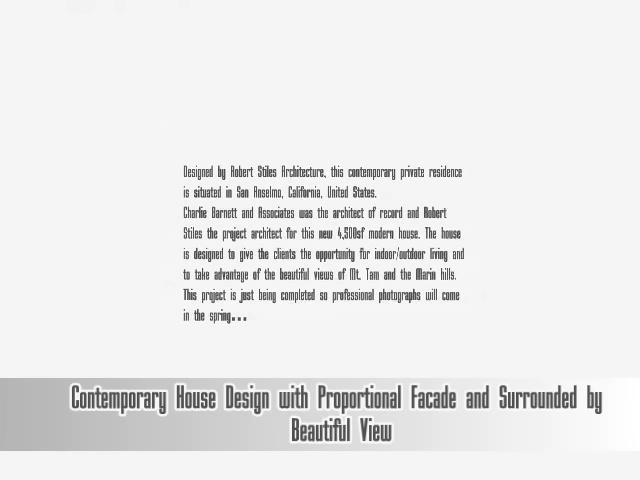 Designed by Robert Stiles Architecture, this contemporary private residence
is situated in San Anselmo, California, United States.
Charlie Barnett and Associates was the architect of record and Robert
Stiles the project architect for this new 4,500sf modern house. The house
is designed to give the clients the opportunity for indoor/outdoor living and
to take advantage of the beautiful views of Mt. Tam and the Marin hills.
This project is just being completed so professional photographs will come
in the spring...
Contemporary House Design with Proportional Facade and Surrounded by
Beautiful View